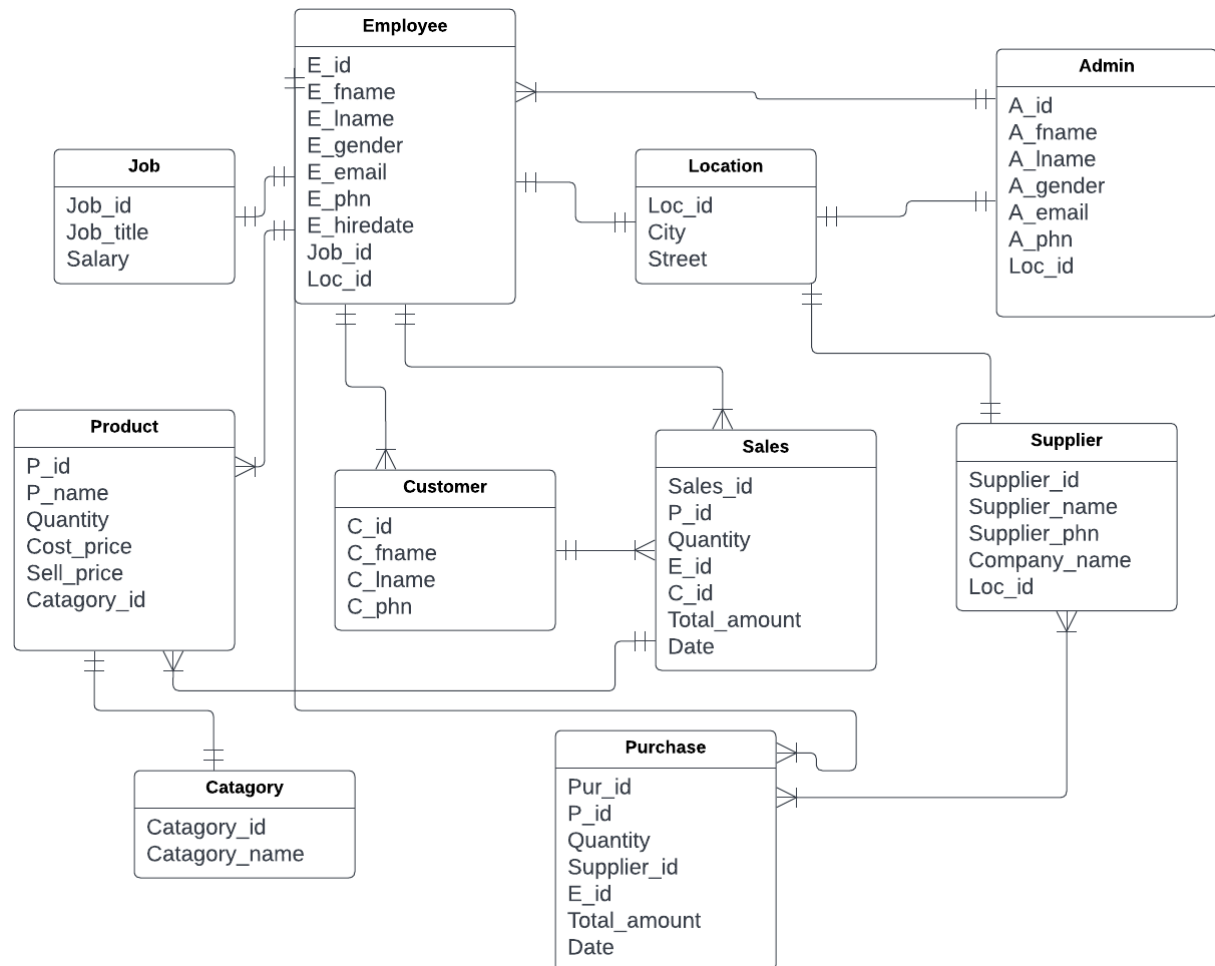 Employee
E_id
E_fname
E_lname
E_gender
E_email
E_phn
E_hiredate
Job_id
Loc_id
Admin
A_id
A_fname
A_lname
A_gender
A_email
A_phn
Loc_id
Job
Job_id
Job_title
Salary
Location
Loc_id
City
Street
Product
P_id
P_name
Quantity
Cost_price
Sell_price
Catagory_id
Customer
C_id
C_fname
C_lname
C_phn
Sales
Sales_id
P_id
Quantity
E_id
C_id
Total_amount
Date
Supplier
Supplier_id
Supplier_name
Supplier_phn
Company_name
Loc_id
Catagory
Catagory_id
Catagory_name
Purchase
Pur_id
P_id
Quantity
Supplier_id
E_id
Total_amount
Date